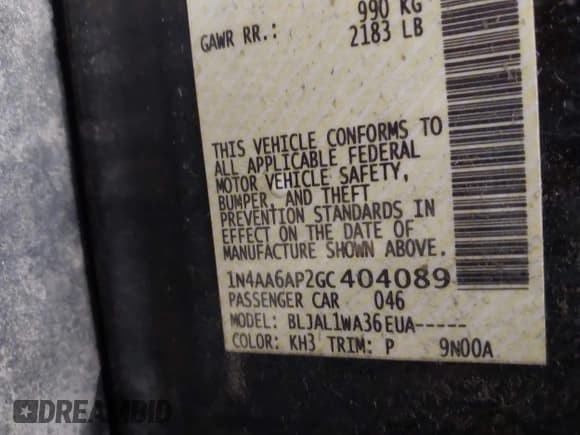 990 KG
GAWR RR.: 2183 LB
THIS VEHICLE CONFORMS TO
ALL APPLICABLE FEDERAL
MOTOR VEHICLE SAFETY,
BUMPER, AND THEFT
PREVENTION STANDARDS IN
EFFECT ON THE DATE OF
MANUFACTURE SHOWN ABOVE.
1N4AA6AP2GC404089
PASSENGER CAR 046
MODEL: BLJAL1WA36EUA-----
COLOR: KH3 TRIM: P 9N00A
DREAMBID